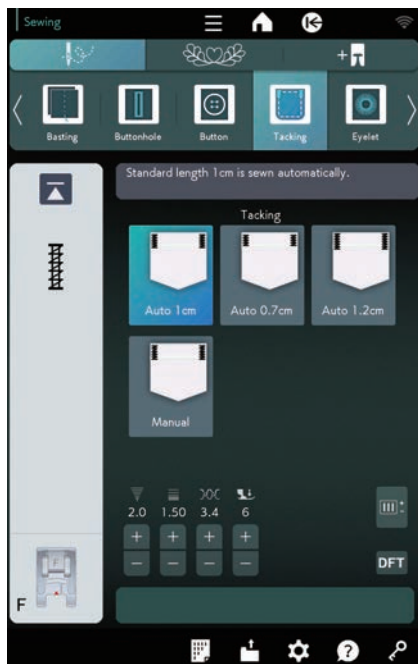 Sewing
Basting
Buttonhole
Button
Tacking
Eyelet
Standard length 1cm is sewn automatically.
Tacking
Auto 1cm
Auto 0.7cm
Auto 1.2cm
Manual
2.0 1.50 3.4 6
+ + + +
− − − −
DFT
F